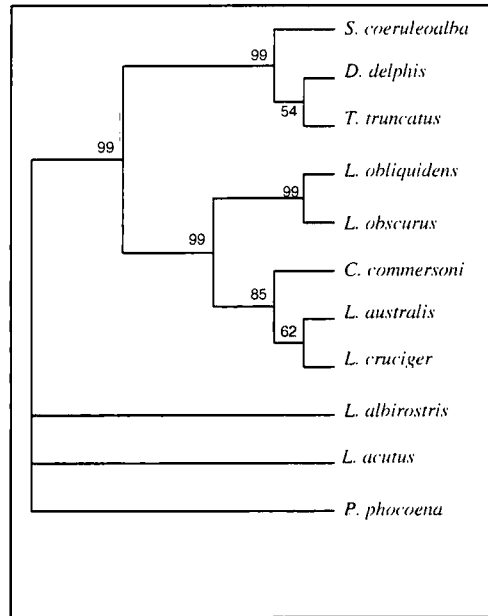 S. coeruleoalba
99
D. delphis
54
T. truncatus
99
L. obliquidens
99
L. obscurus
99
C. commersoni
85
L. australis
62
L. cruciger
L. albirostris
L. acutus
P. phocoena